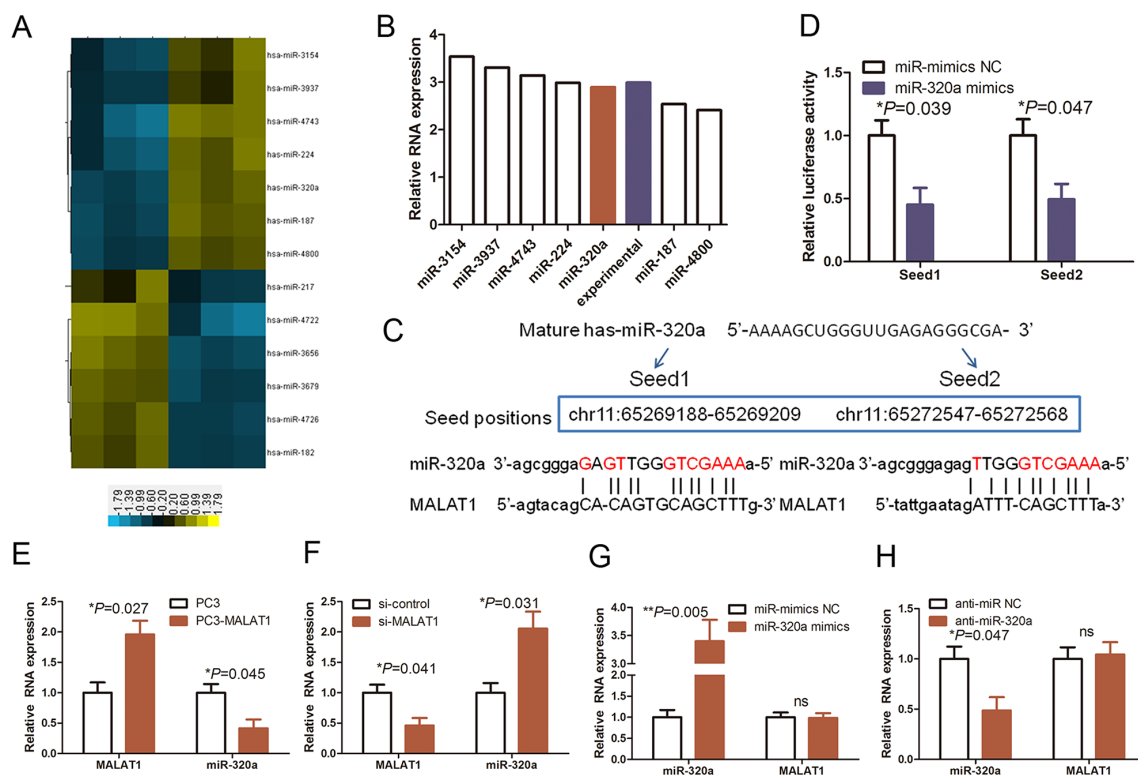 A
hsa-miR-3154
hsa-miR-3937
hsa-miR-4743
hsa-miR-224
has-miR-320a
hsa-miR-187
hsa-miR-4800
hsa-miR-217
hsa-miR-4722
hsa-miR-3656
hsa-miR-3679
hsa-miR-4726
hsa-miR-182
-1.79
-1.39
-0.99
-0.60
-0.20
0.20
0.60
0.99
1.39
1.79
B
Relative RNA expression
4
3
2
1
0
miR-3154
miR-3937
miR-4743
miR-224
miR-320a
experimental
miR-187
miR-4800
D
miR-mimics NC
miR-320a mimics
Relative luciferase activity
1.5
1.0
0.5
0.0
*P=0.039
*P=0.047
Seed1
Seed2
C
Mature has-miR-320a 5'-AAAAGCUGGGUUGAGAGGGCGA- 3'
Seed1 Seed2
Seed positions chr11:65269188-65269209 chr11:65272547-65272568
miR-320a 3'-agcgggaGAGTTGGGTCGAAAa-5' miR-320a 3'-agcgggagagTTGGGTCGAAAa-5'
MALAT1 5'-agtacagCA-CAGTGCAGCTTTg-3' MALAT1 5'-tattgaatagATTT-CAGCTTTa-3'
E
PC3
PC3-MALAT1
Relative RNA expression
2.5
2.0
1.5
1.0
0.5
0.0
*P=0.027
*P=0.045
MALAT1
miR-320a
F
si-control
si-MALAT1
Relative RNA expression
2.5
2.0
1.5
1.0
0.5
0.0
*P=0.041
*P=0.031
MALAT1
miR-320a
G
miR-mimics NC
miR-320a mimics
Relative RNA expression
4.0
3.5
3.0
2.5
2.0
1.5
1.0
0.5
0.0
**P=0.005
ns
miR-320a
MALAT1
H
anti-miR NC
anti-miR-320a
Relative RNA expression
1.5
1.0
0.5
0.0
*P=0.047
ns
miR-320a
MALAT1